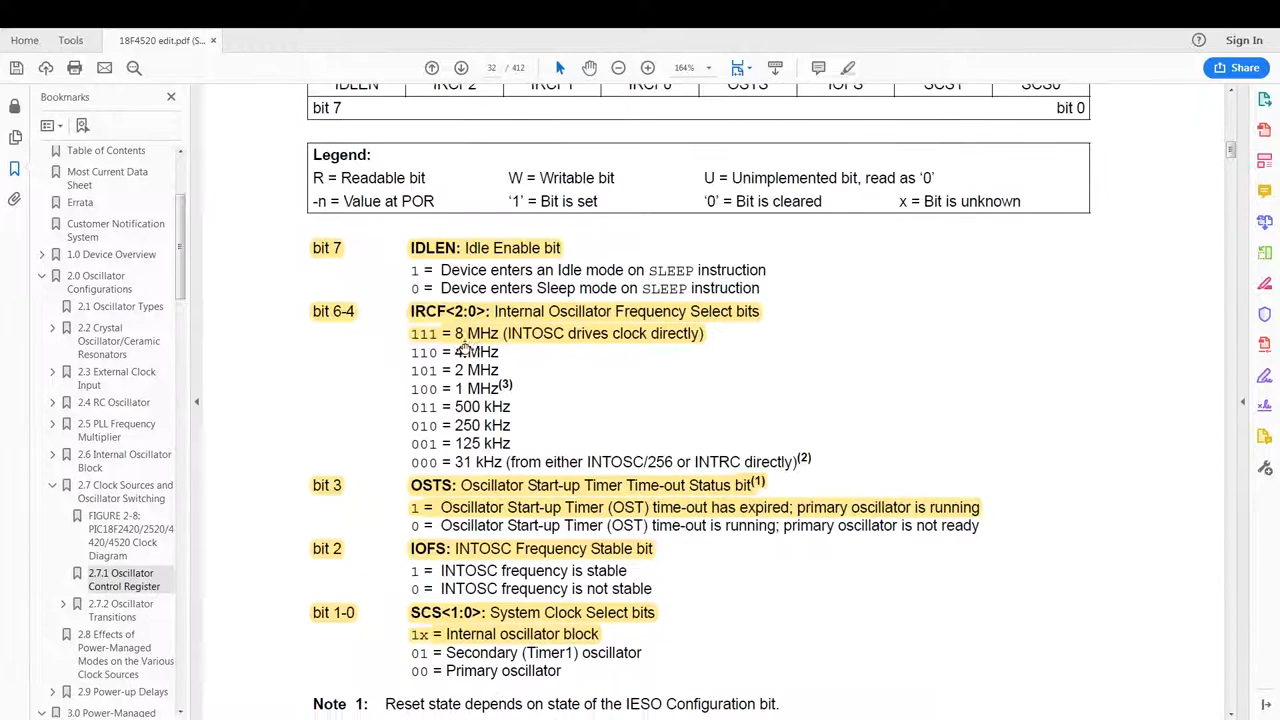 Home Tools 18F4520 edit.pdf (S... × Sign In
32 / 412 164% Share
Bookmarks
Table of Contents
Most Current Data
Sheet
Errata
Customer Notification
System
1.0 Device Overview
2.0 Oscillator
Configurations
2.1 Oscillator Types
2.2 Crystal
Oscillator/Ceramic
Resonators
2.3 External Clock
Input
2.4 RC Oscillator
2.5 PLL Frequency
Multiplier
2.6 Internal Oscillator
Block
2.7 Clock Sources and
Oscillator Switching
FIGURE 2-8:
PIC18F2420/2520/4
420/4520 Clock
Diagram
2.7.1 Oscillator
Control Register
2.7.2 Oscillator
Transitions
2.8 Effects of
Power-Managed
Modes on the Various
Clock Sources
2.9 Power-up Delays
3.0 Power-Managed
IDLEN IRCF2 IRCF1 IRCF0 OSTS IOFS SCS1 SCS0
bit 7 bit 0
Legend:
R = Readable bit W = Writable bit U = Unimplemented bit, read as ‘0’
-n = Value at POR ‘1’ = Bit is set ‘0’ = Bit is cleared x = Bit is unknown
bit 7 IDLEN: Idle Enable bit
1 = Device enters an Idle mode on SLEEP instruction
0 = Device enters Sleep mode on SLEEP instruction
bit 6-4 IRCF<2:0>: Internal Oscillator Frequency Select bits
111 = 8 MHz (INTOSC drives clock directly)
110 = 4 MHz
101 = 2 MHz
100 = 1 MHz(3)
011 = 500 kHz
010 = 250 kHz
001 = 125 kHz
000 = 31 kHz (from either INTOSC/256 or INTRC directly)(2)
bit 3 OSTS: Oscillator Start-up Timer Time-out Status bit(1)
1 = Oscillator Start-up Timer (OST) time-out has expired; primary oscillator is running
0 = Oscillator Start-up Timer (OST) time-out is running; primary oscillator is not ready
bit 2 IOFS: INTOSC Frequency Stable bit
1 = INTOSC frequency is stable
0 = INTOSC frequency is not stable
bit 1-0 SCS<1:0>: System Clock Select bits
1x = Internal oscillator block
01 = Secondary (Timer1) oscillator
00 = Primary oscillator
Note 1: Reset state depends on state of the IESO Configuration bit.